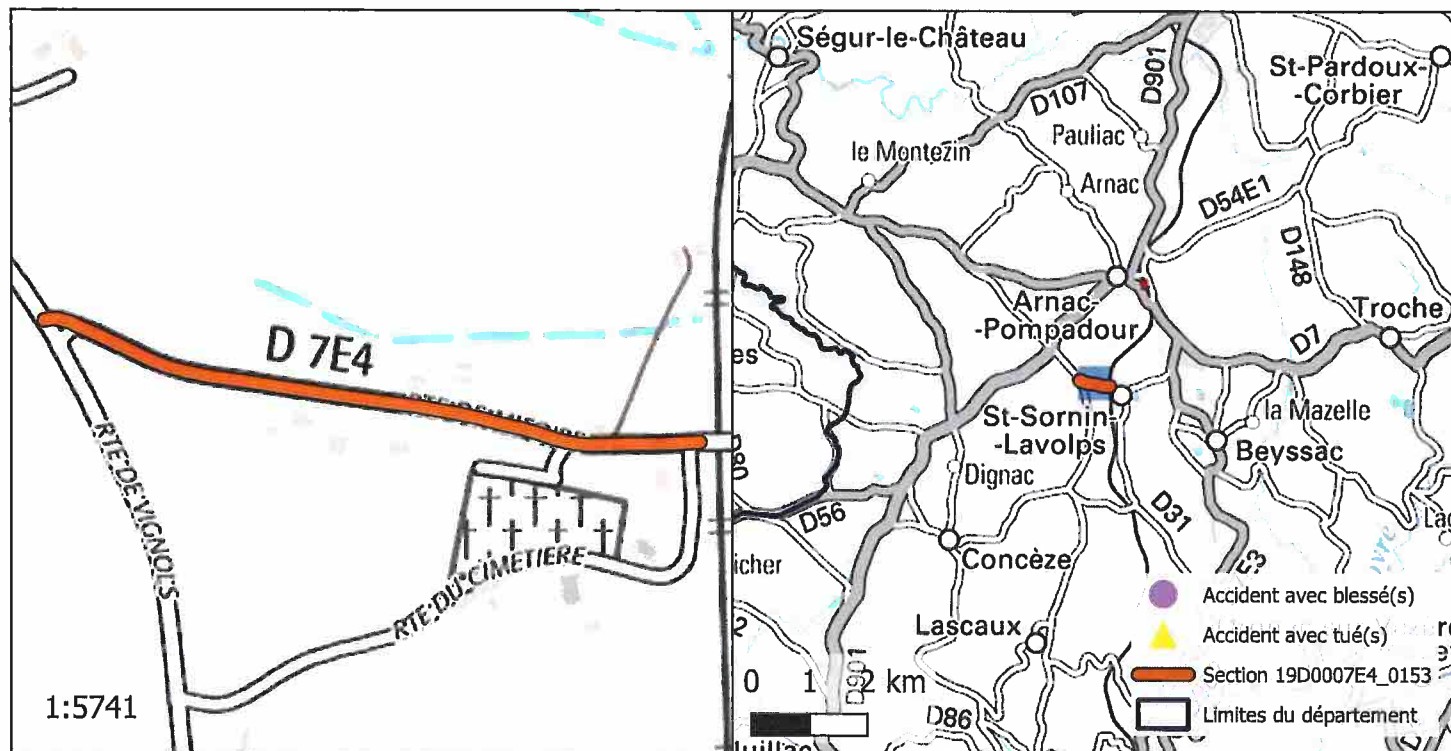 D 7E4
RTE DE VIGNOLS
RTE DU CIMETIERE
1:5741
Ségur-le-Château
D901
St-Pardoux-
-Corbier
D107
Pauliac
le Montezin
Arnac
D54E1
D148
Arnac-
-Pompadour
Troche
D7
es
St-Sornin-
-Lavolps
la Mazelle
Beyssac
Dignac
D56
D31
Concèze
icher
Lascaux
D901
0 1 2 km
D86
Accident avec blessé(s)
Accident avec tué(s)
Section 19D0007E4_0153
Limites du département